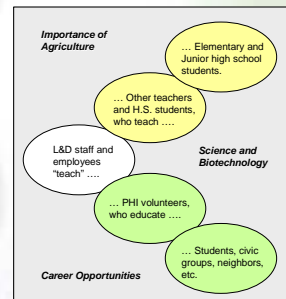 Importance of
Agriculture
… Elementary and
Junior high school
students.
… Other teachers
and H.S. students,
who teach ….
L&D staff and
employees
"teach" ….
Science and
Biotechnology
… PHI volunteers,
who educate ….
… Students, civic
groups, neighbors,
etc.
Career Opportunities